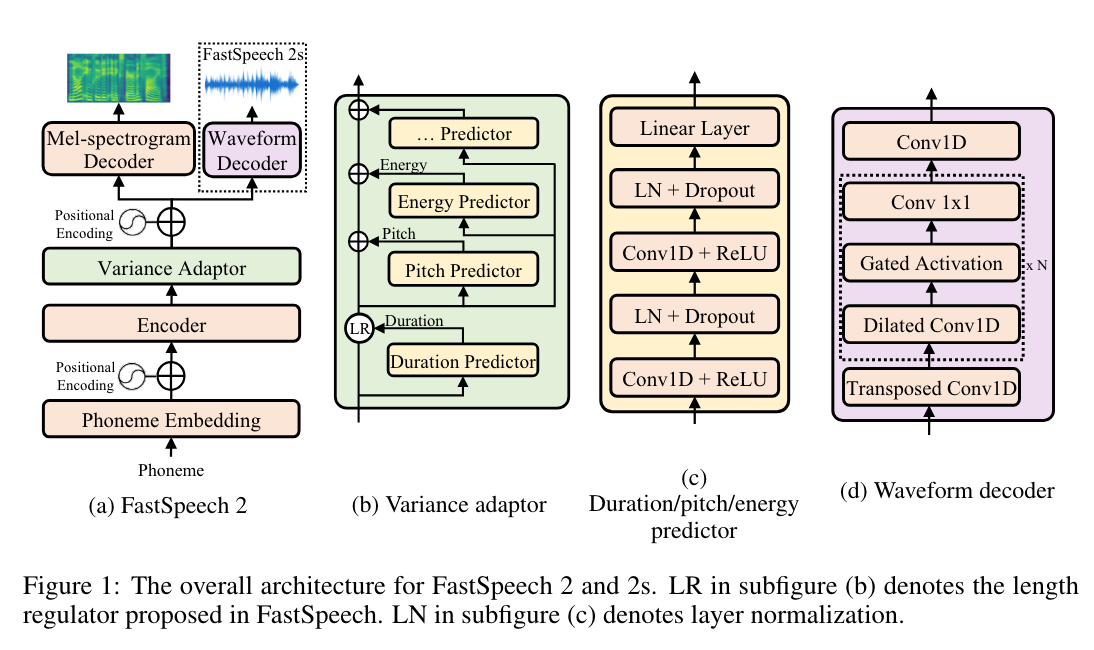 FastSpeech 2s
Mel-spectrogram
Decoder
Waveform
Decoder
Positional
Encoding
Variance Adaptor
Encoder
Positional
Encoding
Phoneme Embedding
Phoneme
(a) FastSpeech 2
... Predictor
Energy
Energy Predictor
Pitch
Pitch Predictor
LR
Duration
Duration Predictor
(b) Variance adaptor
Linear Layer
LN + Dropout
Conv1D + ReLU
LN + Dropout
Conv1D + ReLU
(c)
Duration/pitch/energy
predictor
Conv1D
Conv 1x1
Gated Activation
x N
Dilated Conv1D
Transposed Conv1D
(d) Waveform decoder
Figure 1: The overall architecture for FastSpeech 2 and 2s. LR in subfigure (b) denotes the length
regulator proposed in FastSpeech. LN in subfigure (c) denotes layer normalization.